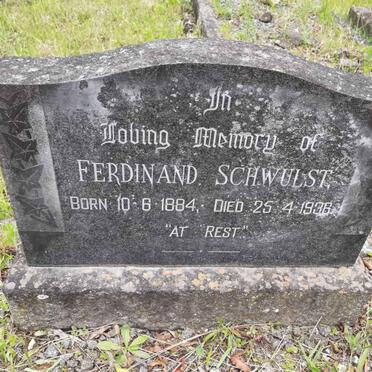 In
Loving Memory of
FERDINAND SCHWULST,
BORN 10·6·1884,· DIED 25·4·1936
"AT REST."